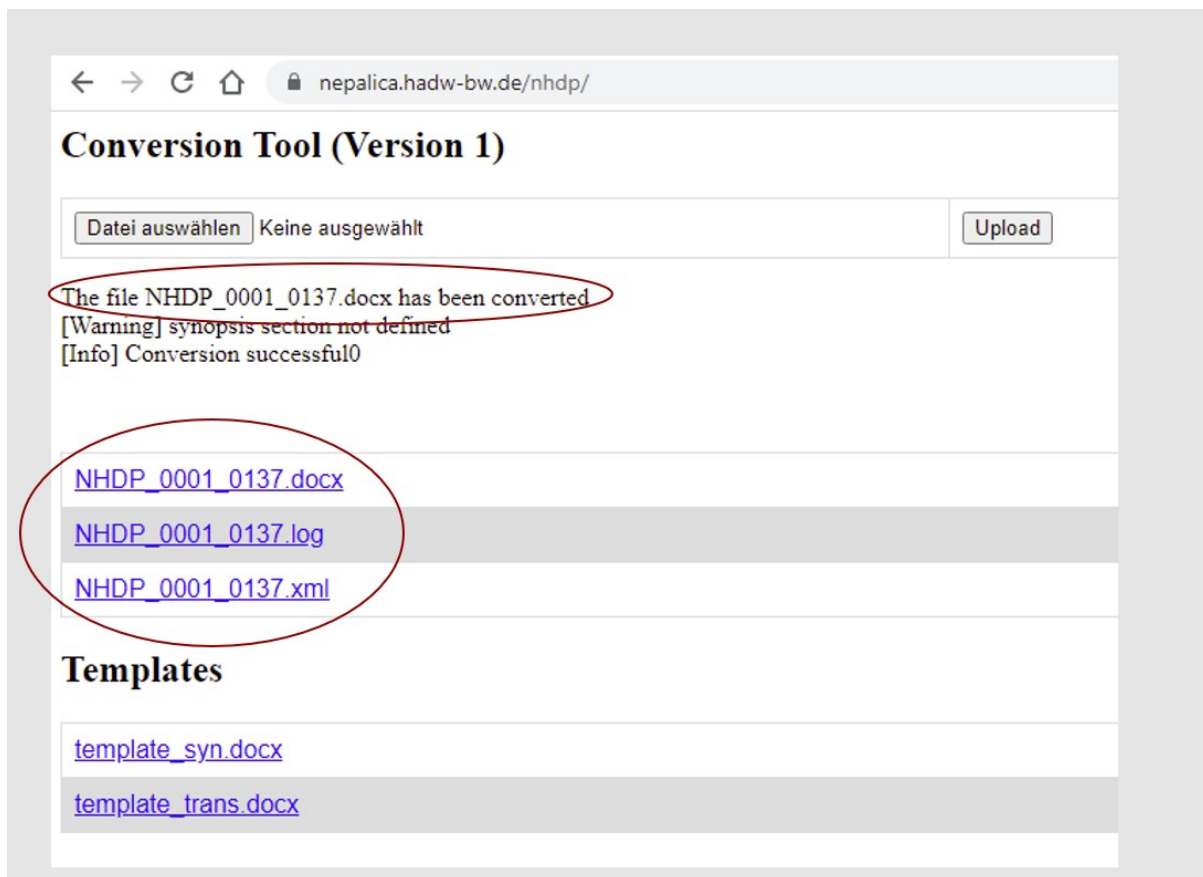 nepalica.hadw-bw.de/nhdp/
Conversion Tool (Version 1)
Datei auswählen Keine ausgewählt Upload
The file NHDP_0001_0137.docx has been converted
[Warning] synopsis section not defined
[Info] Conversion successful0
NHDP_0001_0137.docx
NHDP_0001_0137.log
NHDP_0001_0137.xml
Templates
template_syn.docx
template_trans.docx